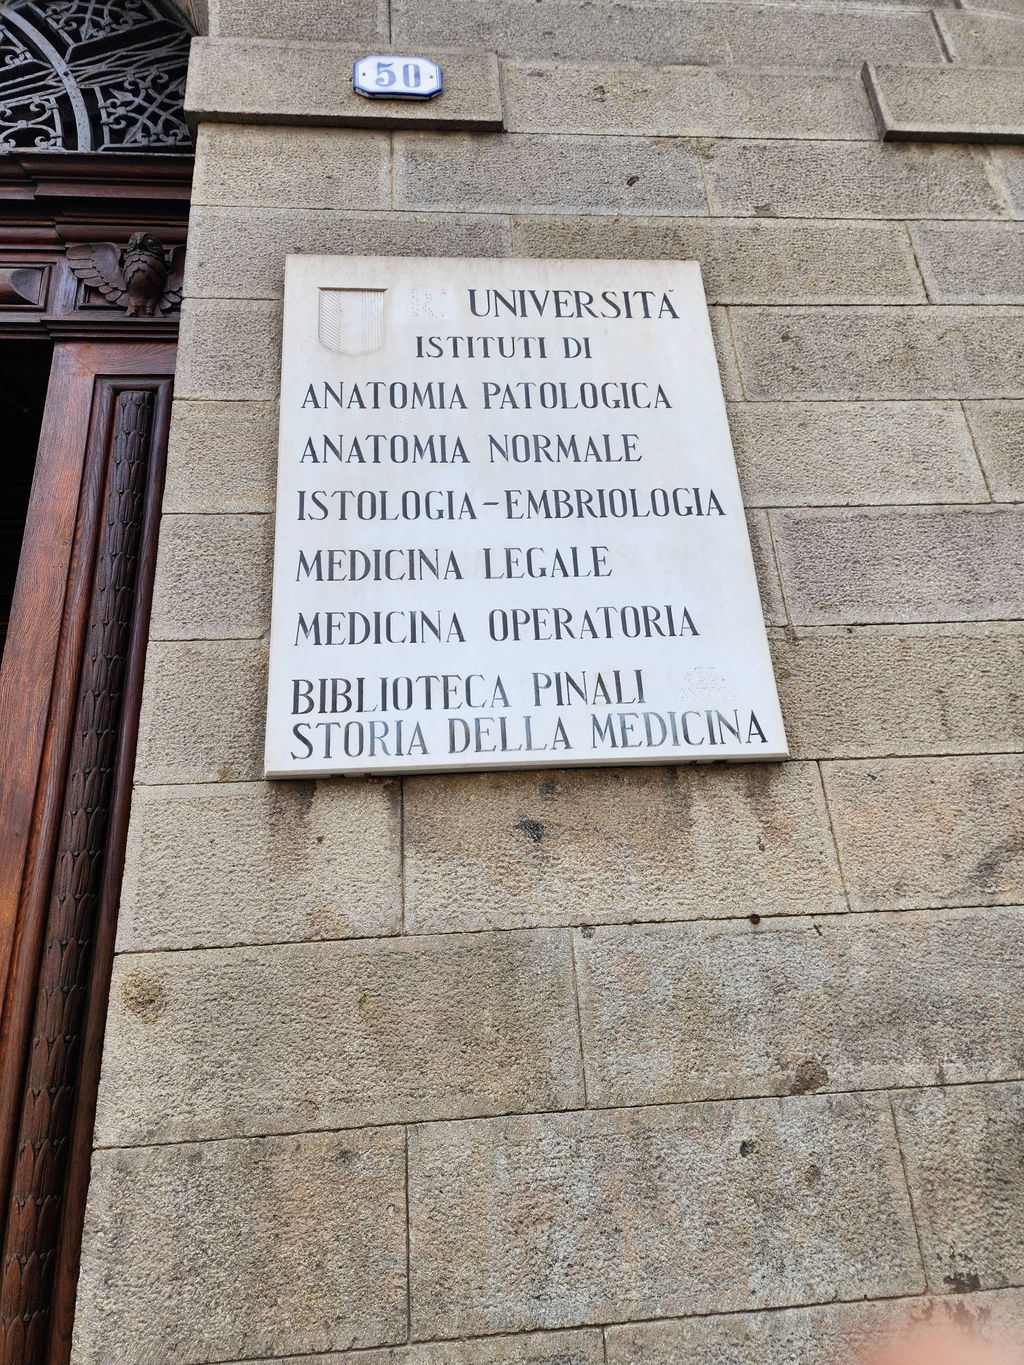 50
UNIVERSITÀ
ISTITUTI DI
ANATOMIA PATOLOGICA
ANATOMIA NORMALE
ISTOLOGIA-EMBRIOLOGIA
MEDICINA LEGALE
MEDICINA OPERATORIA
BIBLIOTECA PINALI SEZ.
STORIA DELLA MEDICINA